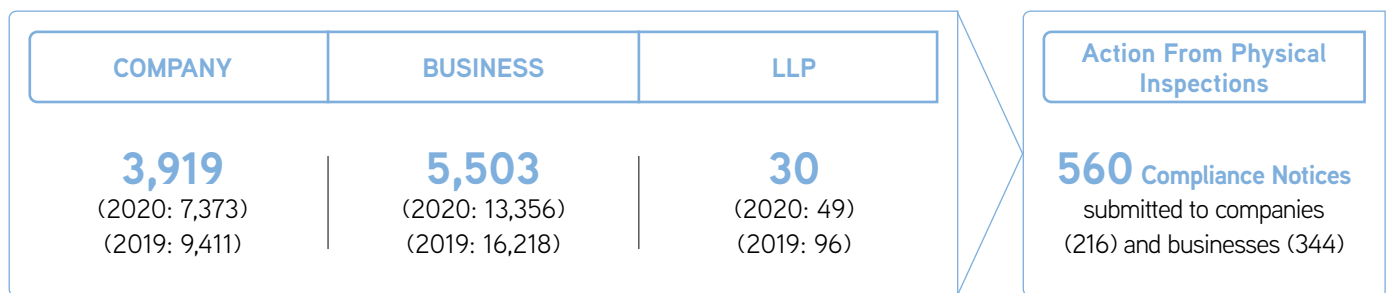 COMPANY
BUSINESS
LLP
3,919
(2020: 7,373)
(2019: 9,411)
5,503
(2020: 13,356)
(2019: 16,218)
30
(2020: 49)
(2019: 96)
Action From Physical
Inspections
560 Compliance Notices
submitted to companies
(216) and businesses (344)